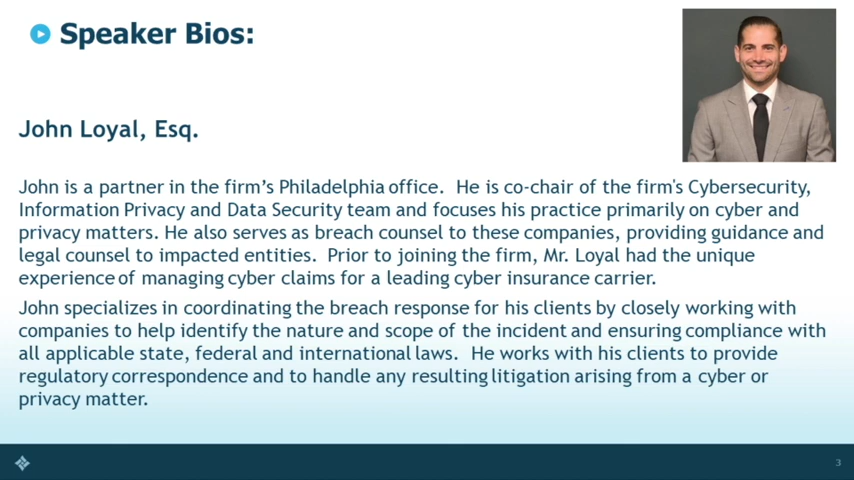 Speaker Bios:
John Loyal, Esq.
John is a partner in the firm's Philadelphia office. He is co-chair of the firm's Cybersecurity,
Information Privacy and Data Security team and focuses his practice primarily on cyber and
privacy matters. He also serves as breach counsel to these companies, providing guidance and
legal counsel to impacted entities. Prior to joining the firm, Mr. Loyal had the unique
experience of managing cyber claims for a leading cyber insurance carrier.
John specializes in coordinating the breach response for his clients by closely working with
companies to help identify the nature and scope of the incident and ensuring compliance with
all applicable state, federal and international laws. He works with his clients to provide
regulatory correspondence and to handle any resulting litigation arising from a cyber or
privacy matter.
3